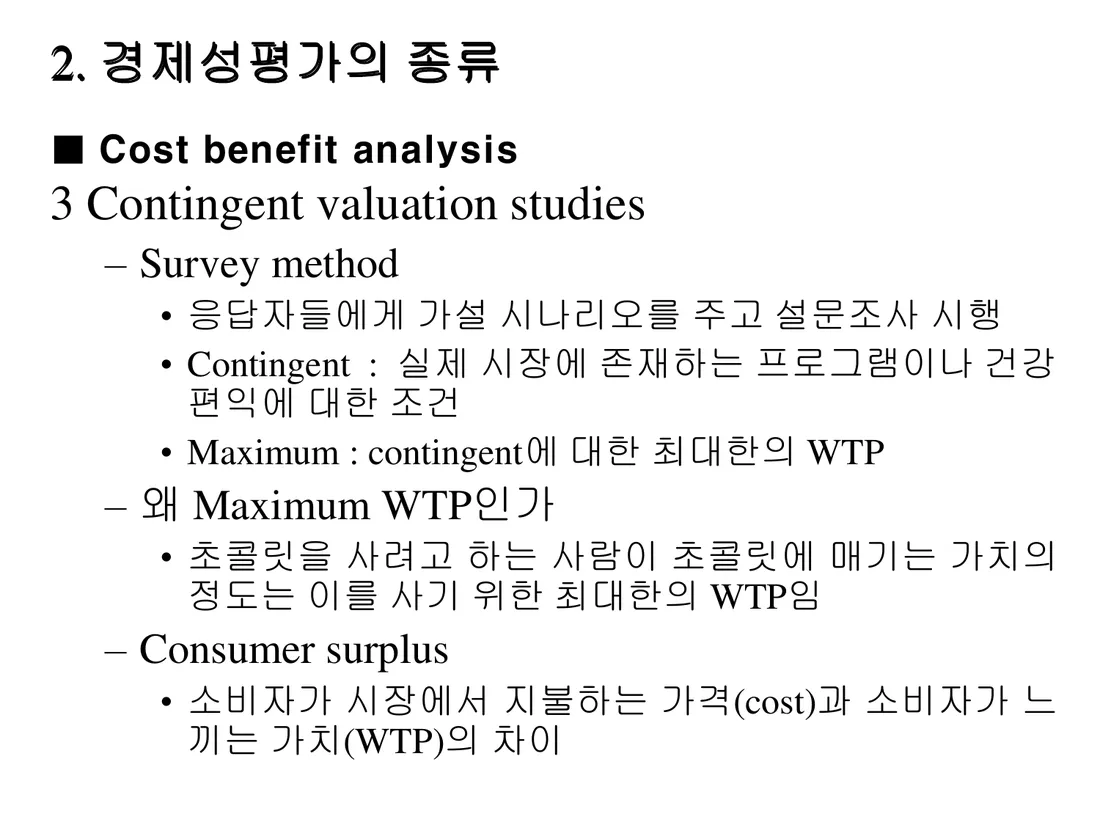 2. 경제성평가의 종류
■ Cost benefit analysis
3 Contingent valuation studies
– Survey method
• 응답자들에게 가설 시나리오를 주고 설문조사 시행
• Contingent : 실제 시장에 존재하는 프로그램이나 건강
편익에 대한 조건
• Maximum : contingent에 대한 최대한의 WTP
– 왜 Maximum WTP인가
• 초콜릿을 사려고 하는 사람이 초콜릿에 매기는 가치의
정도는 이를 사기 위한 최대한의 WTP임
– Consumer surplus
• 소비자가 시장에서 지불하는 가격(cost)과 소비자가 느
끼는 가치(WTP)의 차이